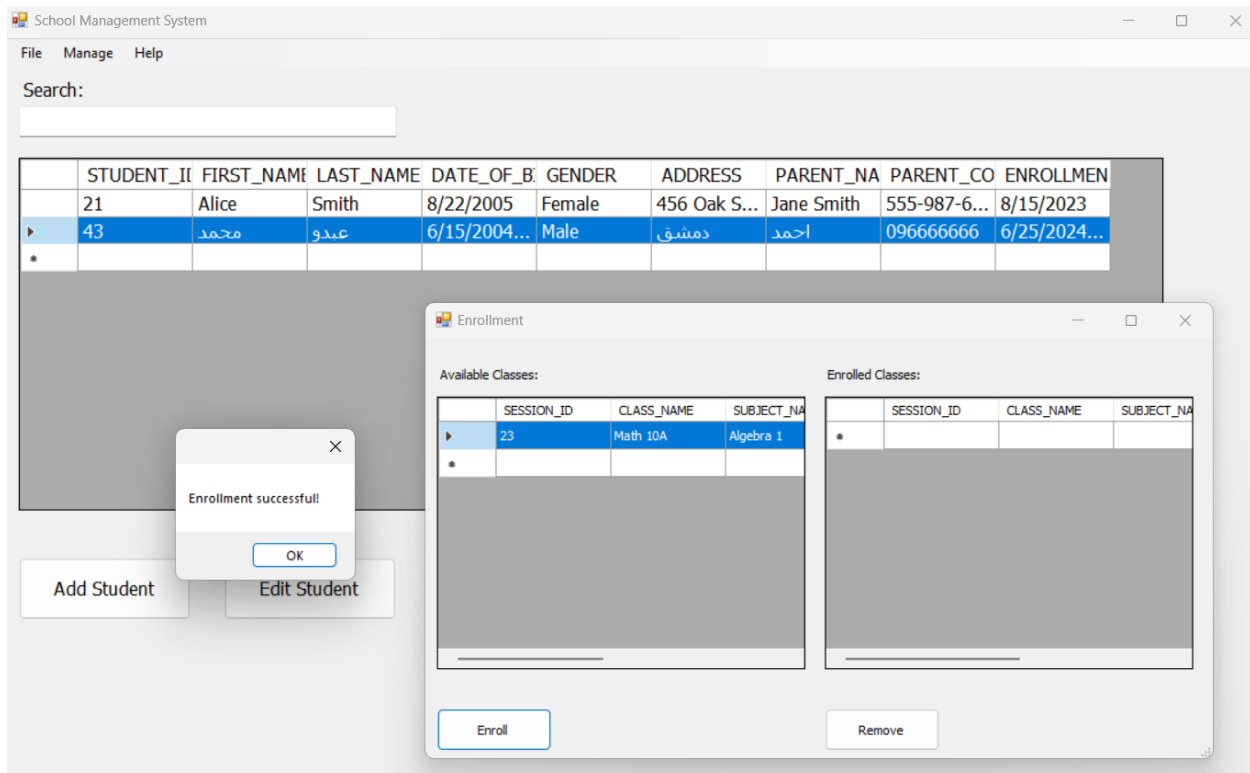 School Management System
File Manage Help
Search:
STUDENT_II FIRST_NAME LAST_NAME DATE_OF_B: GENDER ADDRESS PARENT_NA PARENT_CO ENROLLMEN
21 Alice Smith 8/22/2005 Female 456 Oak S... Jane Smith 555-987-6... 8/15/2023
43 محمد عبدو 6/15/2004... Male دمشق احمد 096666666 6/25/2024...
Enrollment
Available Classes: Enrolled Classes:
SESSION_ID CLASS_NAME SUBJECT_NA SESSION_ID CLASS_NAME SUBJECT_NA
23 Math 10A Algebra 1
Enrollment successful!
OK
Add Student Edit Student
Enroll Remove